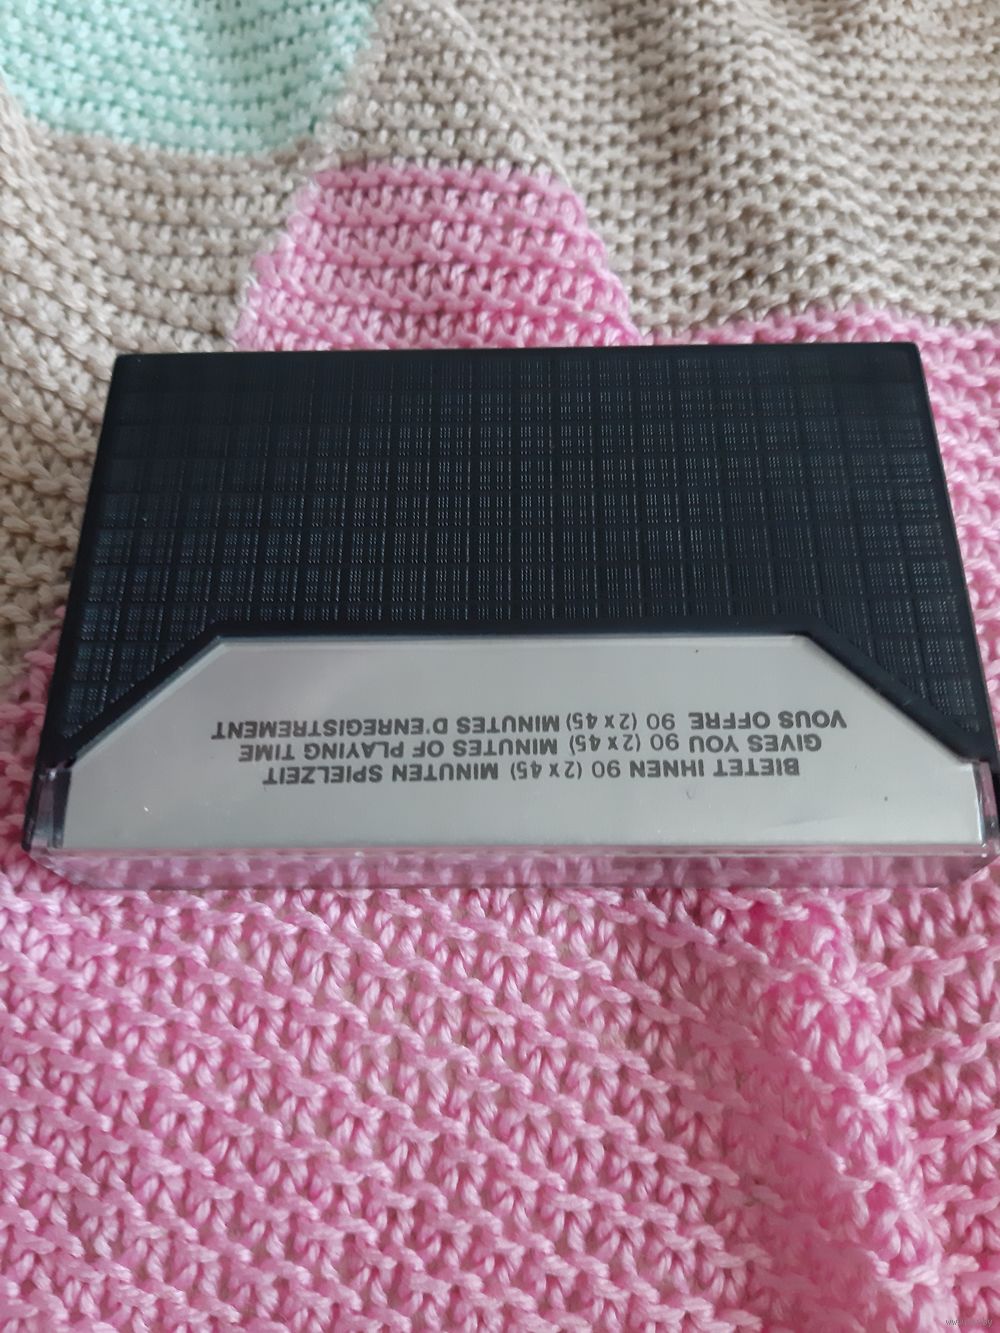 BIETET IHNEN 90 (2 x 45) MINUTEN SPIELZEIT
GIVES YOU 90 (2 x 45) MINUTES OF PLAYING TIME
VOUS OFFRE 90 (2 x 45) MINUTES D'ENREGISTREMENT